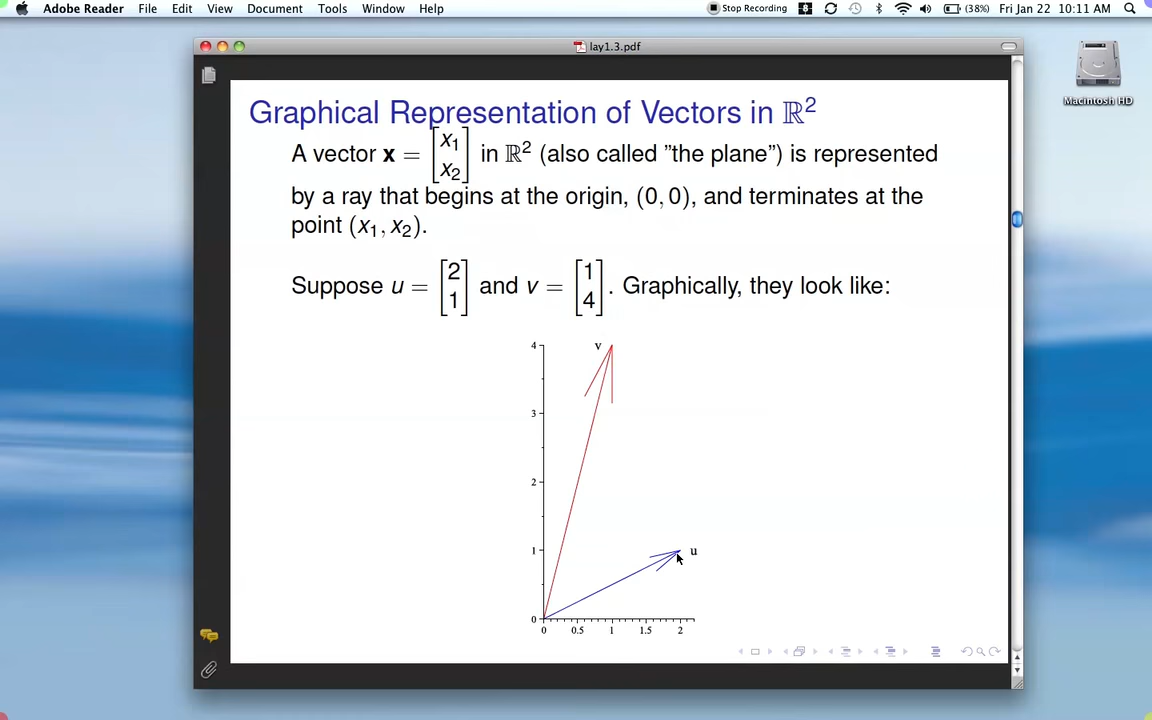 Adobe Reader File Edit View Document Tools Window Help Stop Recording (38%) Fri Jan 22 10:11 AM
lay1.3.pdf
Macintosh HD
Graphical Representation of Vectors in ℝ²
A vector x = [x₁ x₂] in ℝ² (also called ”the plane”) is represented
by a ray that begins at the origin, (0, 0), and terminates at the
point (x₁, x₂).
Suppose u = [2 1] and v = [1 4]. Graphically, they look like:
4
v
3
2
1
u
0
0 0.5 1 1.5 2